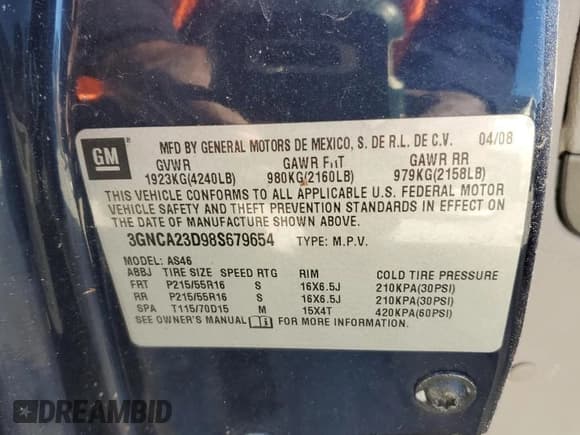 GM
MFD BY GENERAL MOTORS DE MEXICO, S. DE R.L. DE C.V. 04/08
GVWR GAWR FRT GAWR RR
1923KG(4240LB) 980KG(2160LB) 979KG(2158LB)
THIS VEHICLE CONFORMS TO ALL APPLICABLE U.S. FEDERAL MOTOR
VEHICLE SAFETY AND THEFT PREVENTION STANDARDS IN EFFECT
ON THE DATE OF MANUFACTURE SHOWN ABOVE.
3GNCA23D98S679654 TYPE: M.P.V.
MODEL: AS46
ABBJ TIRE SIZE SPEED RTG RIM COLD TIRE PRESSURE
FRT P215/55R16 S 16X6.5J 210KPA(30PSI)
RR P215/55R16 S 16X6.5J 210KPA(30PSI)
SPA T115/70D15 M 15X4T 420KPA(60PSI)
SEE OWNER'S MANUAL FOR MORE INFORMATION.
DREAMBID